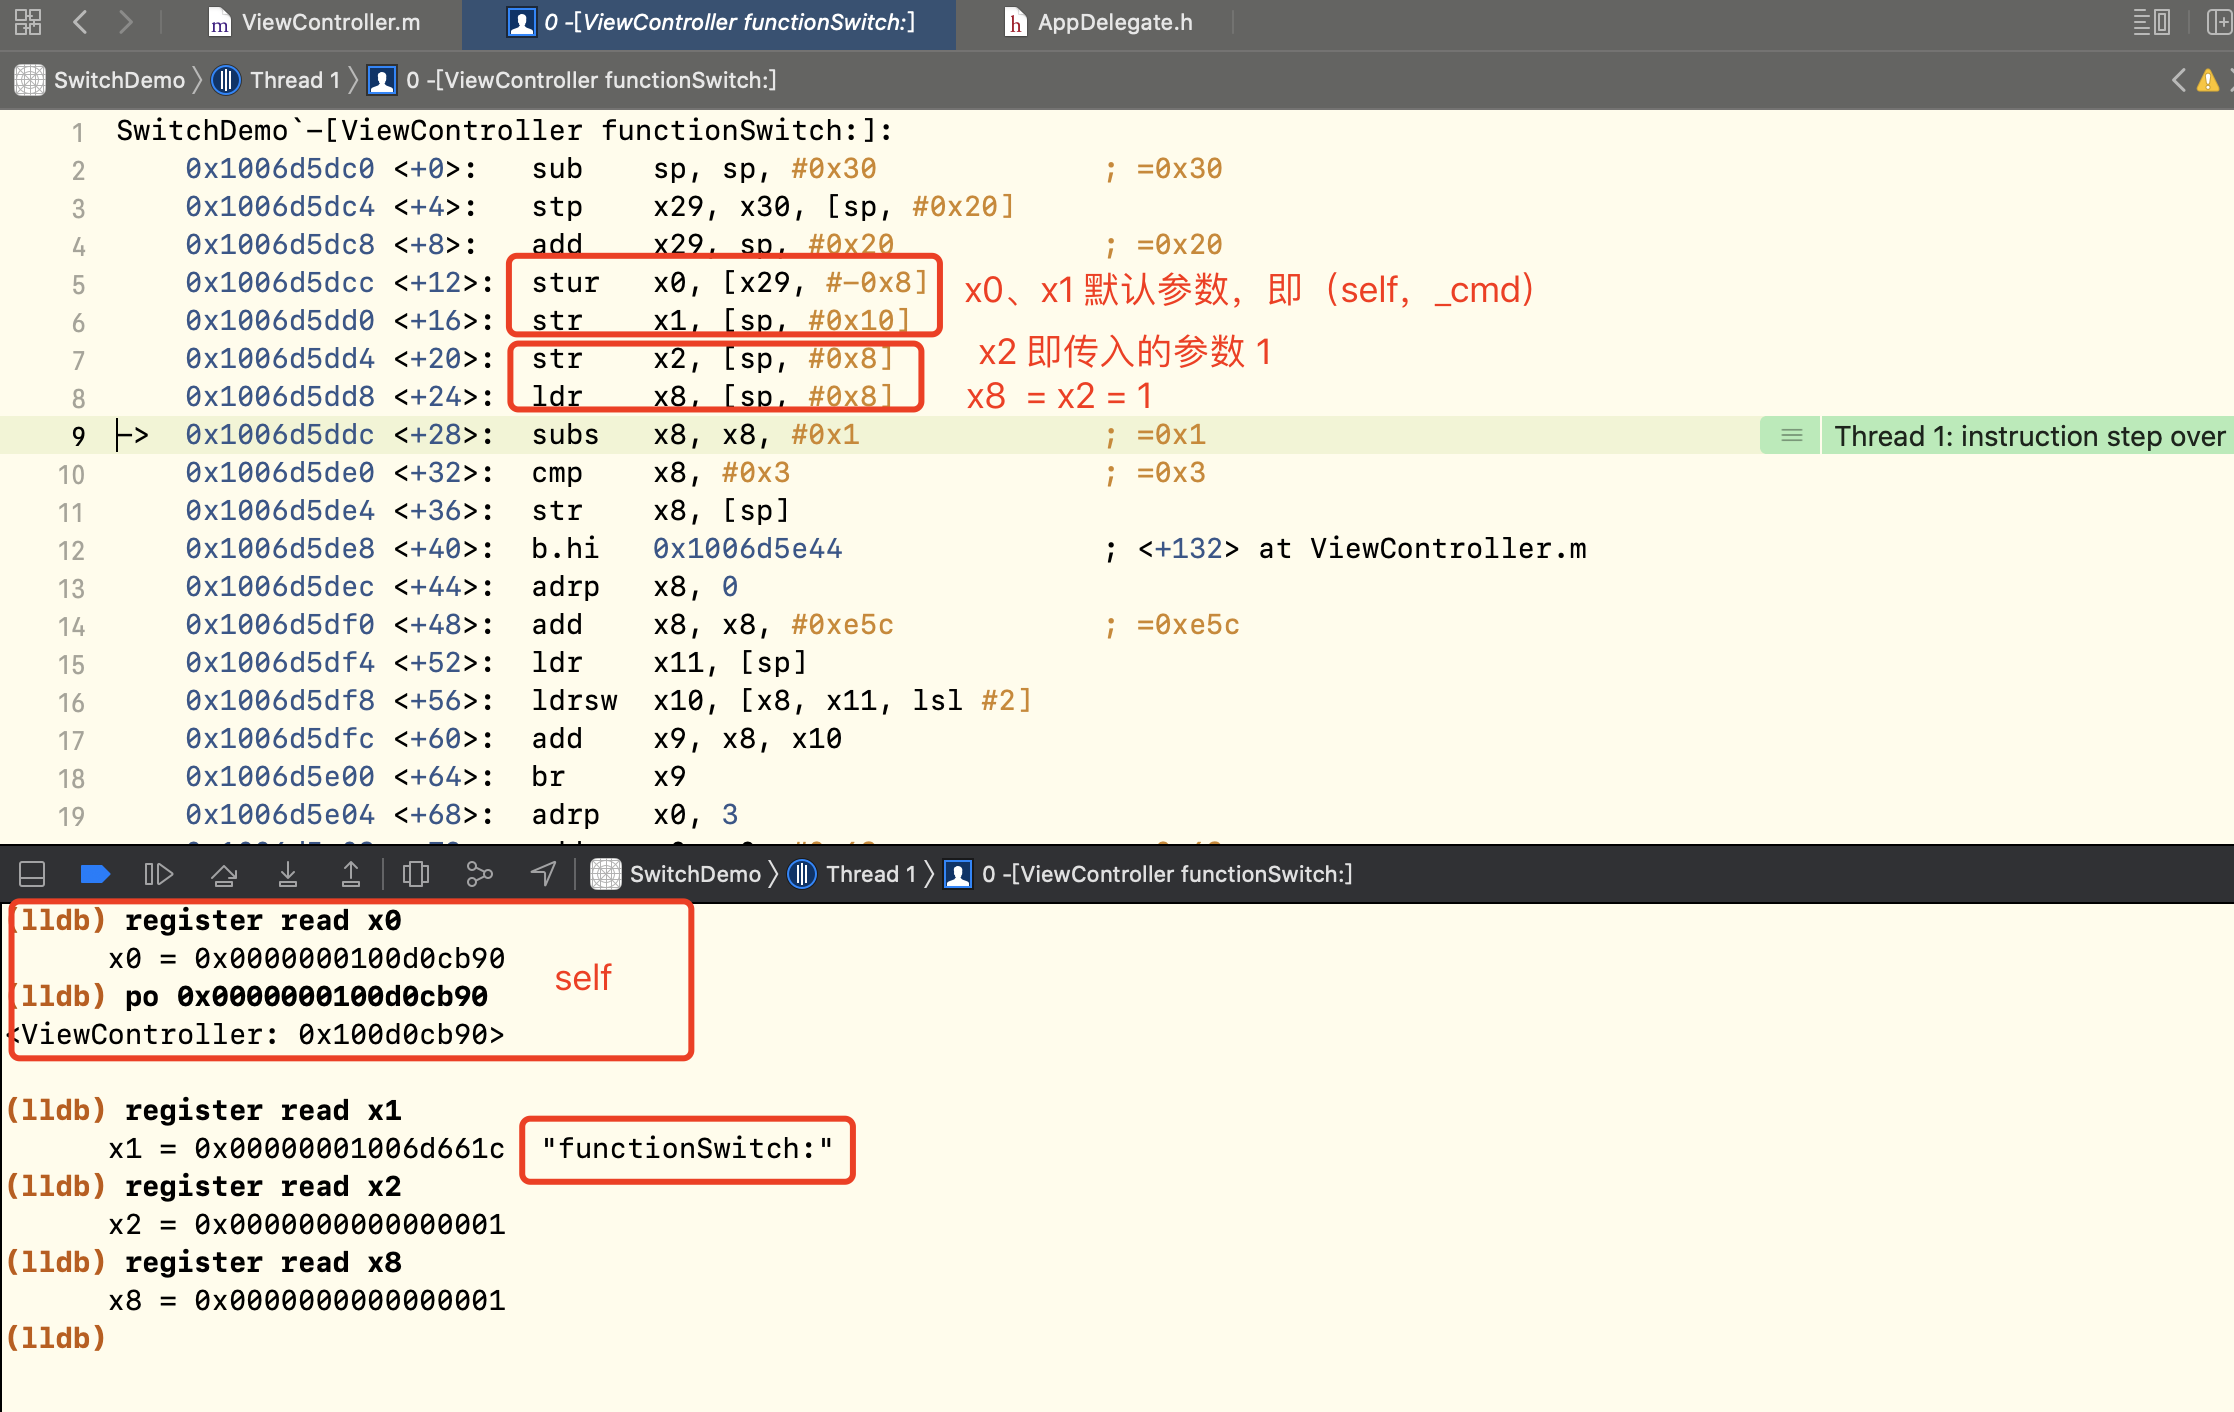 ViewController.m
0 -[ViewController functionSwitch:]
AppDelegate.h
SwitchDemo 〉 Thread 1 〉 0 -[ViewController functionSwitch:]
1 SwitchDemo`-[ViewController functionSwitch:]:
2 0x1006d5dc0 <+0>: sub sp, sp, #0x30 ; =0x30
3 0x1006d5dc4 <+4>: stp x29, x30, [sp, #0x20]
4 0x1006d5dc8 <+8>: add x29, sp, #0x20 ; =0x20
5 0x1006d5dcc <+12>: stur x0, [x29, #-0x8]
x0、x1 默认参数，即（self，_cmd）
6 0x1006d5dd0 <+16>: str x1, [sp, #0x10]
7 0x1006d5dd4 <+20>: str x2, [sp, #0x8]
x2 即传入的参数 1
8 0x1006d5dd8 <+24>: ldr x8, [sp, #0x8]
x8 = x2 = 1
9 -> 0x1006d5ddc <+28>: subs x8, x8, #0x1 ; =0x1
Thread 1: instruction step over
10 0x1006d5de0 <+32>: cmp x8, #0x3 ; =0x3
11 0x1006d5de4 <+36>: str x8, [sp]
12 0x1006d5de8 <+40>: b.hi 0x1006d5e44 ; <+132> at ViewController.m
13 0x1006d5dec <+44>: adrp x8, 0
14 0x1006d5df0 <+48>: add x8, x8, #0xe5c ; =0xe5c
15 0x1006d5df4 <+52>: ldr x11, [sp]
16 0x1006d5df8 <+56>: ldrsw x10, [x8, x11, lsl #2]
17 0x1006d5dfc <+60>: add x9, x8, x10
18 0x1006d5e00 <+64>: br x9
19 0x1006d5e04 <+68>: adrp x0, 3
SwitchDemo 〉 Thread 1 〉 0 -[ViewController functionSwitch:]
(lldb) register read x0
x0 = 0x0000000100d0cb90
self
(lldb) po 0x0000000100d0cb90
<ViewController: 0x100d0cb90>
(lldb) register read x1
x1 = 0x00000001006d661c "functionSwitch:"
(lldb) register read x2
x2 = 0x0000000000000001
(lldb) register read x8
x8 = 0x0000000000000001
(lldb)